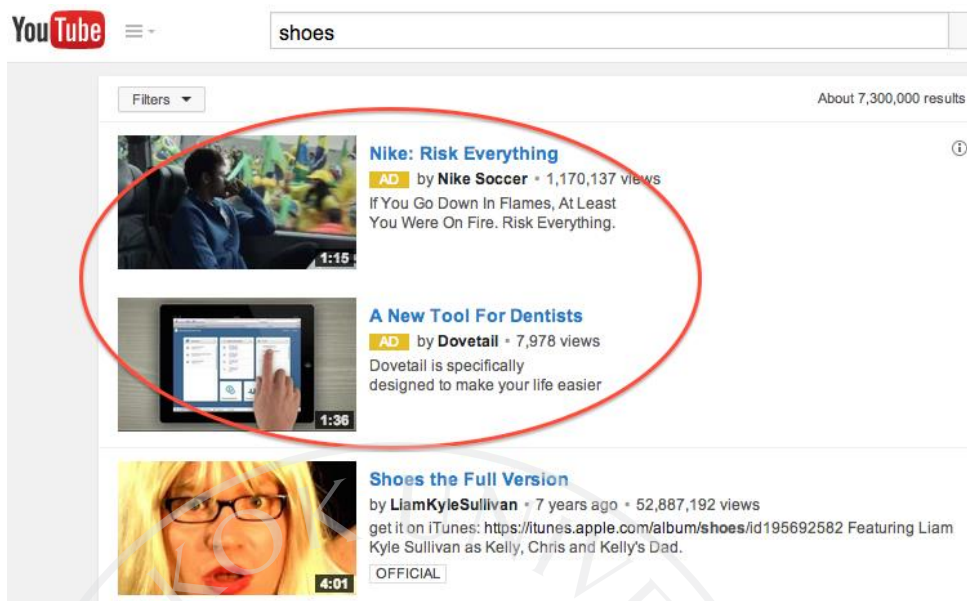 YouTube
shoes
Filters
About 7,300,000 results
Nike: Risk Everything
AD by Nike Soccer • 1,170,137 views
If You Go Down In Flames, At Least
You Were On Fire. Risk Everything.
1:15
A New Tool For Dentists
AD by Dovetail • 7,978 views
Dovetail is specifically
designed to make your life easier
1:36
Shoes the Full Version
by LiamKyleSullivan • 7 years ago • 52,887,192 views
get it on iTunes: https://itunes.apple.com/album/shoes/id195692582 Featuring Liam
Kyle Sullivan as Kelly, Chris and Kelly's Dad.
OFFICIAL
4:01